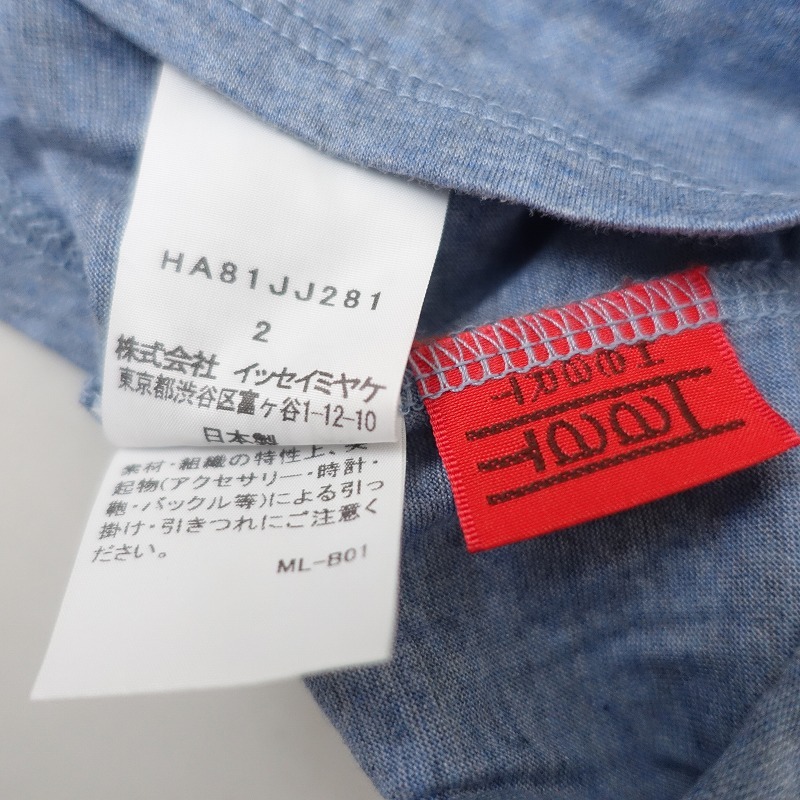 HA81JJ281
2
株式会社 イッセイミヤケ
東京都渋谷区富ヶ谷1-12-10
日本製
素材・組織の特性上、突
起物(アクセサリー・時計・
鞄・バックル等)による引っ
掛け・引きつれにご注意く
ださい。
ML-B01